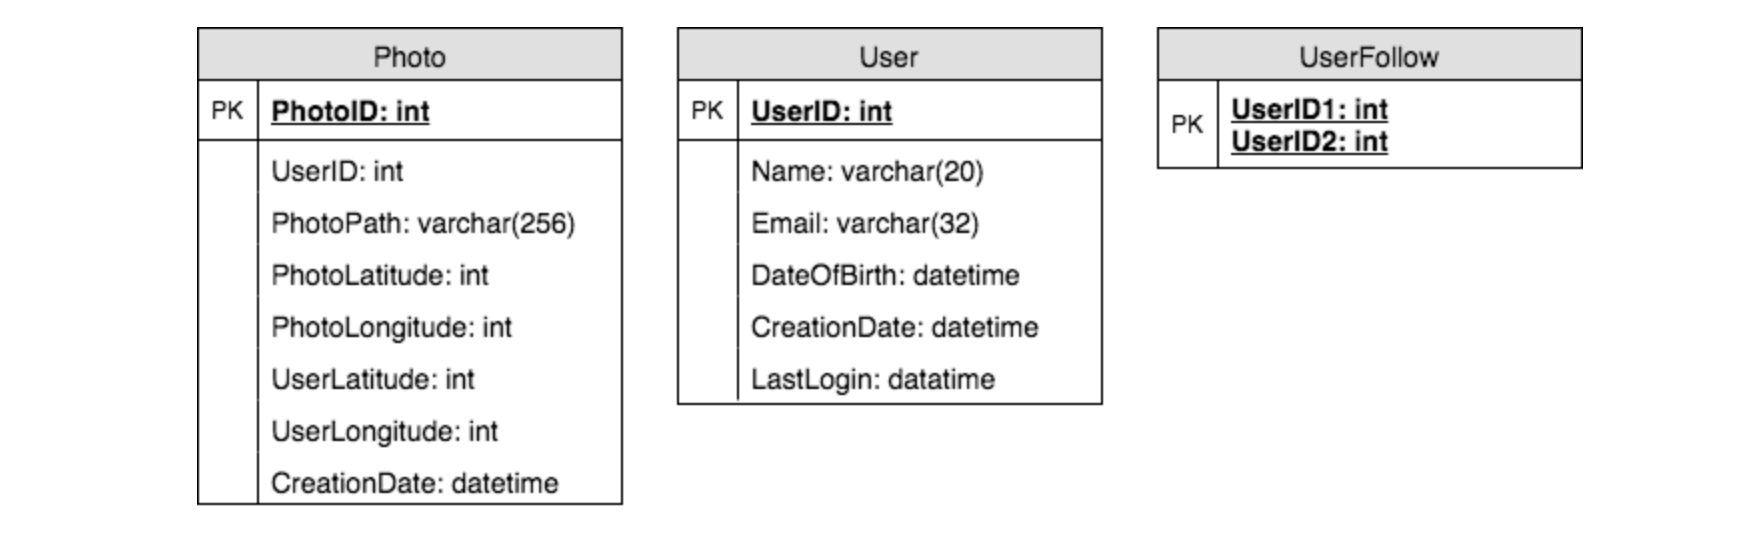 Photo
PK PhotoID: int
UserID: int
PhotoPath: varchar(256)
PhotoLatitude: int
PhotoLongitude: int
UserLatitude: int
UserLongitude: int
CreationDate: datetime
User
PK UserID: int
Name: varchar(20)
Email: varchar(32)
DateOfBirth: datetime
CreationDate: datetime
LastLogin: datatime
UserFollow
PK UserID1: int
UserID2: int